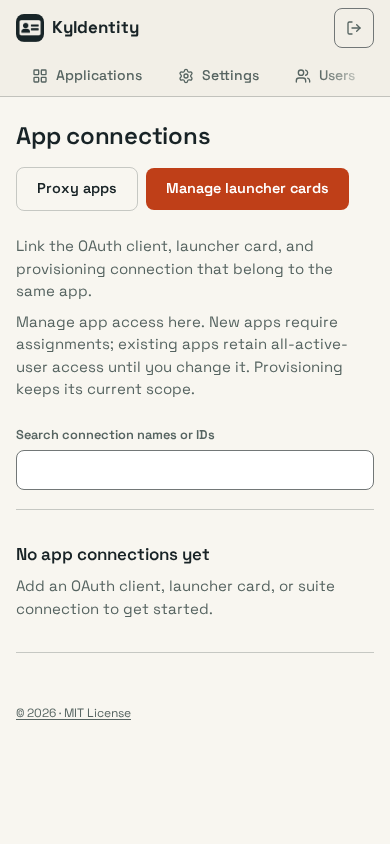 KyIdentity
Applications
Settings
Users
App connections
Proxy apps
Manage launcher cards
Link the OAuth client, launcher card, and
provisioning connection that belong to the
same app.
Manage app access here. New apps require
assignments; existing apps retain all-active-
user access until you change it. Provisioning
keeps its current scope.
Search connection names or IDs
No app connections yet
Add an OAuth client, launcher card, or suite
connection to get started.
© 2026 · MIT License